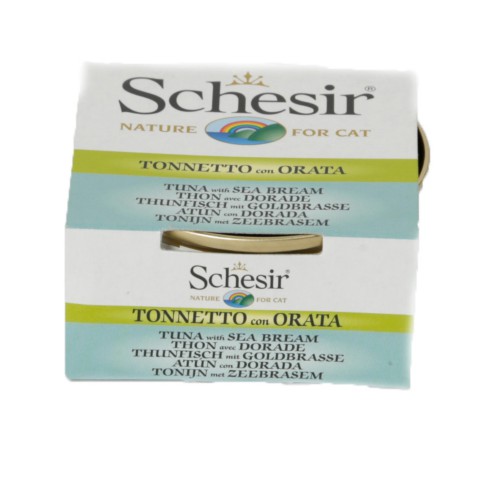 Schesir®
NATURE FOR CAT
TONNETTO con ORATA
TUNA with SEA BREAM
THON avec DORADE
THUNFISCH mit GOLDBRASSE
ATUN con DORADA
TONIJN met ZEEBRASEM
Schesir®
NATURE FOR CAT
TONNETTO con ORATA
TUNA with SEA BREAM
THON avec DORADE
THUNFISCH mit GOLDBRASSE
ATUN con DORADA
TONIJN met ZEEBRASEM